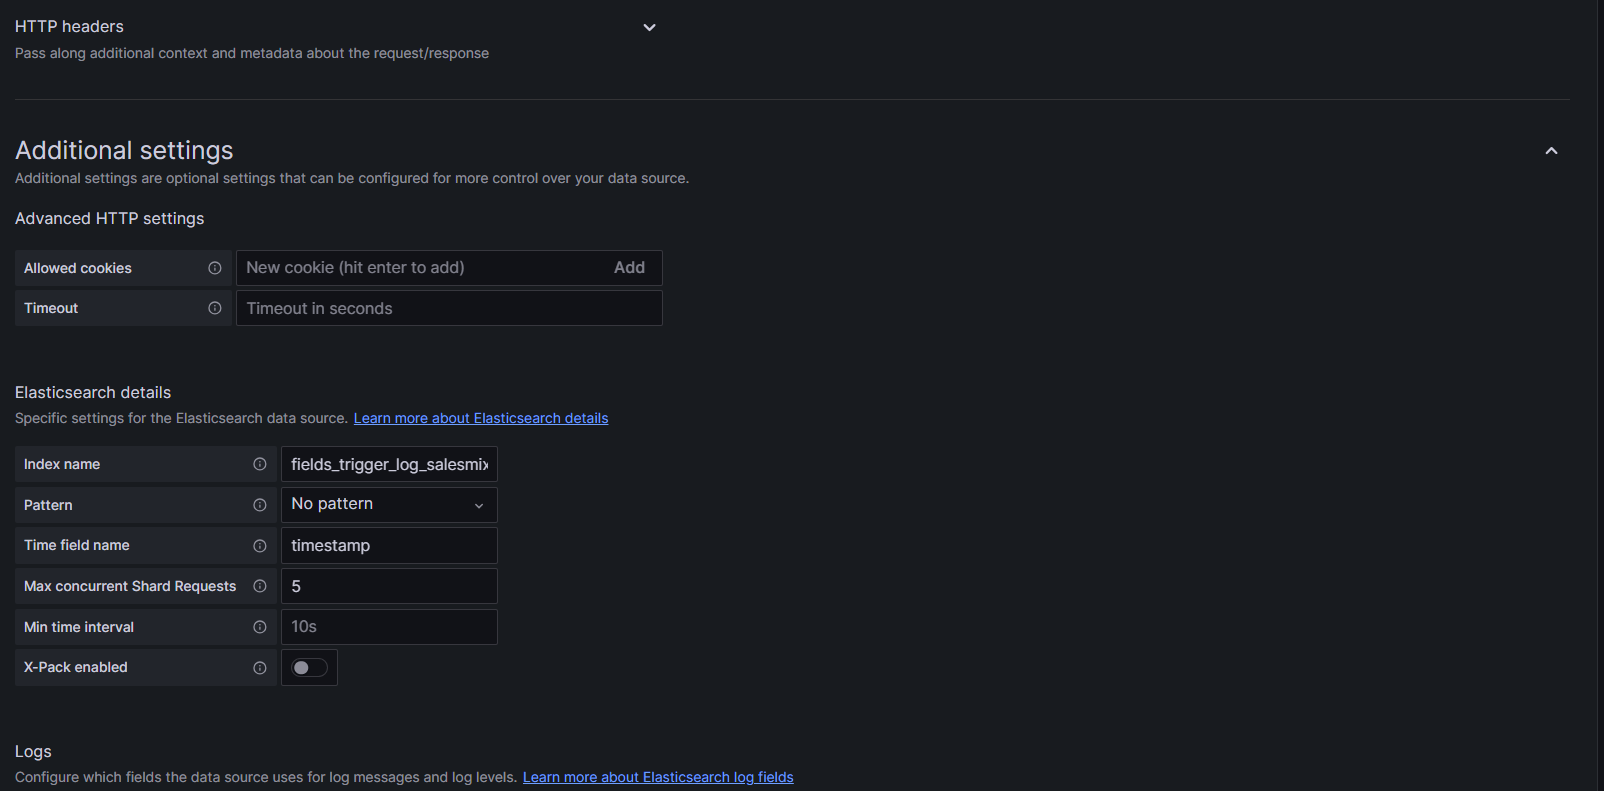 HTTP headers
Pass along additional context and metadata about the request/response
Additional settings
Additional settings are optional settings that can be configured for more control over your data source.
Advanced HTTP settings
Allowed cookies New cookie (hit enter to add) Add
Timeout Timeout in seconds
Elasticsearch details
Specific settings for the Elasticsearch data source. Learn more about Elasticsearch details
Index name fields_trigger_log_salesmix
Pattern No pattern
Time field name timestamp
Max concurrent Shard Requests 5
Min time interval 10s
X-Pack enabled
Logs
Configure which fields the data source uses for log messages and log levels. Learn more about Elasticsearch log fields